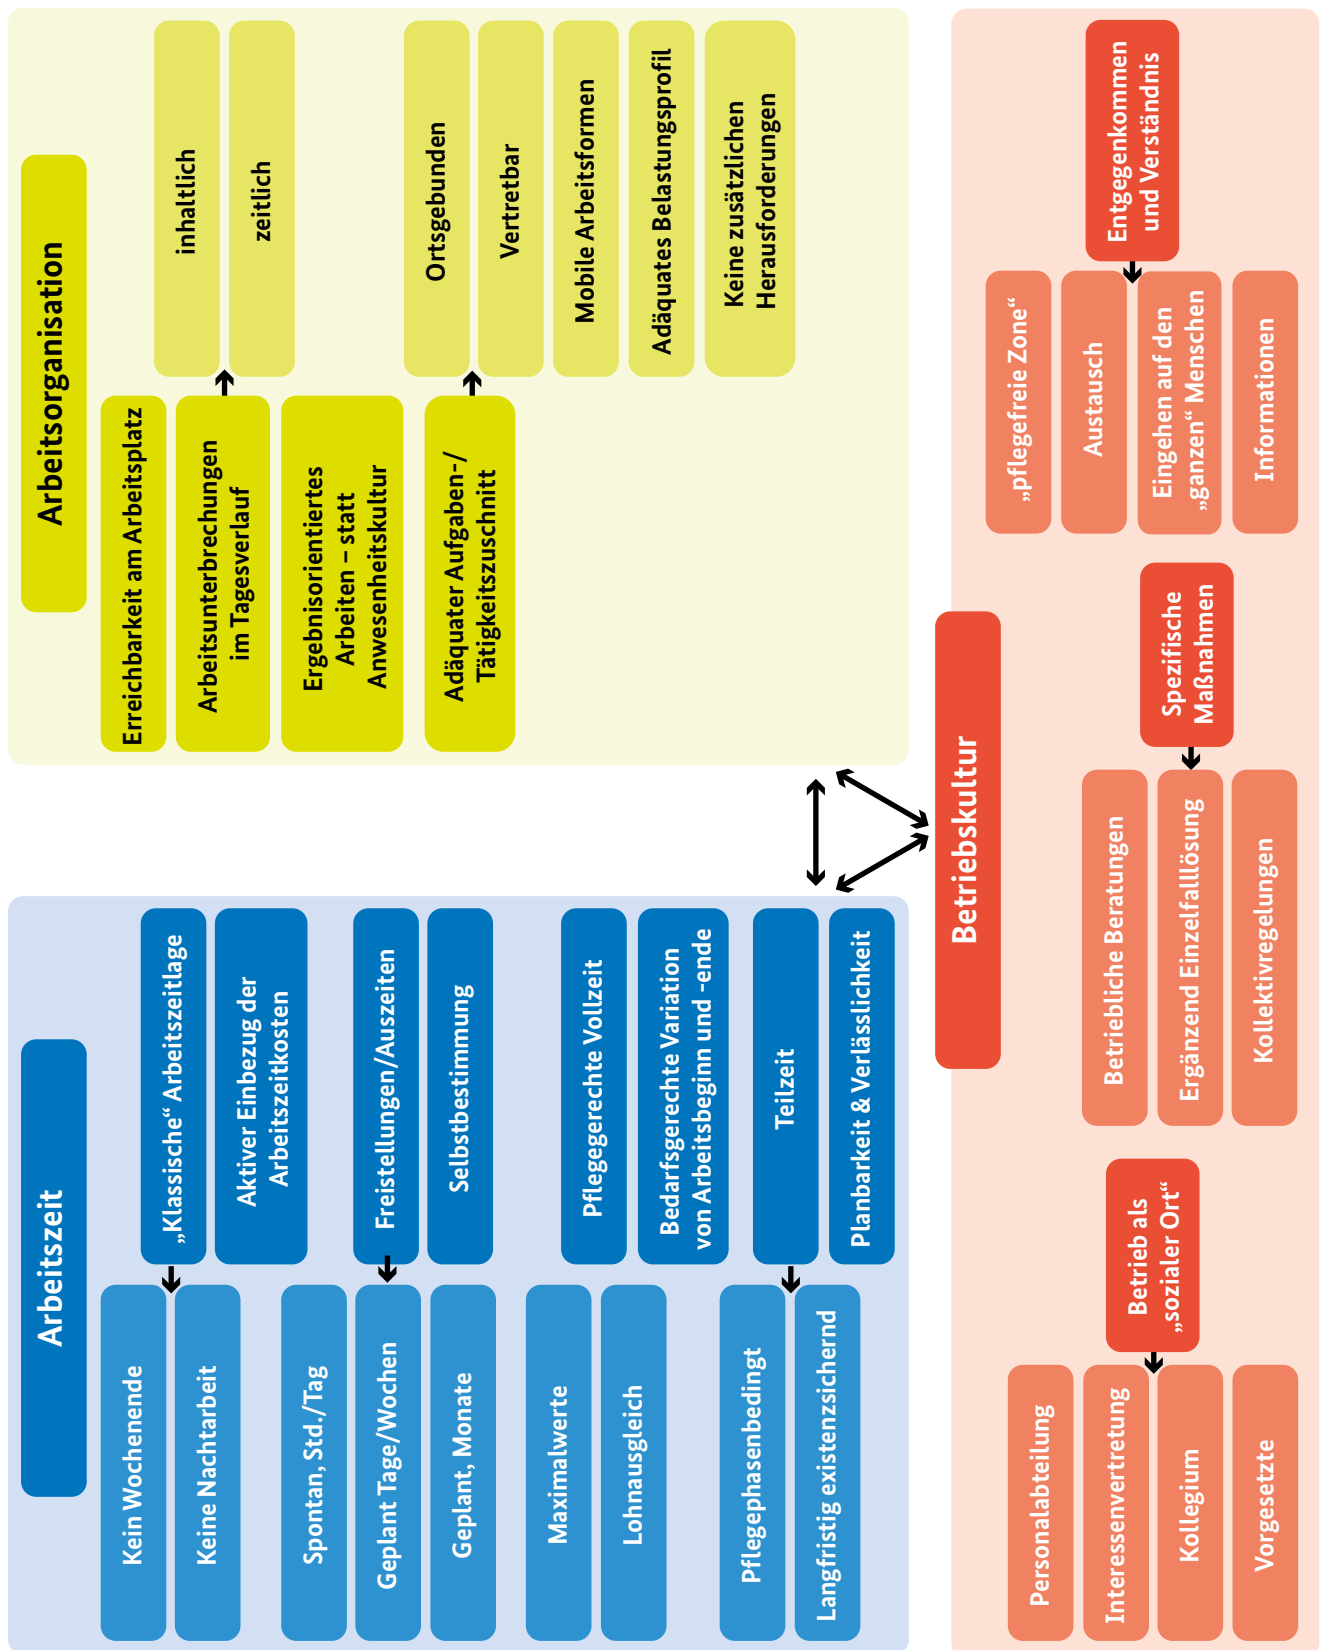 Arbeitszeit
„Klassische“ Arbeitszeitlage
Kein Wochenende
Keine Nachtarbeit
Aktiver Einbezug der
Arbeitszeitkosten
Freistellungen/Auszeiten
Spontan, Std./Tag
Geplant Tage/Wochen
Geplant, Monate
Selbstbestimmung
Pflegegerechte Vollzeit
Maximalwerte
Lohnausgleich
Bedarfsgerechte Variation
von Arbeitsbeginn und -ende
Teilzeit
Pflegephasenbedingt
Langfristig existenzsichernd
Planbarkeit & Verlässlichkeit
Arbeitsorganisation
Erreichbarkeit am Arbeitsplatz
Arbeitsunterbrechungen
im Tagesverlauf
inhaltlich
zeitlich
Ergebnisorientiertes
Arbeiten – statt
Anwesenheitskultur
Adäquater Aufgaben-/
Tätigkeitszuschnitt
Ortsgebunden
Vertretbar
Mobile Arbeitsformen
Adäquates Belastungsprofil
Keine zusätzlichen
Herausforderungen
Betriebskultur
Betrieb als
„sozialer Ort“
Personalabteilung
Interessenvertretung
Kollegium
Vorgesetzte
Spezifische
Maßnahmen
Betriebliche Beratungen
Ergänzend Einzelfalllösung
Kollektivregelungen
Entgegenkommen
und Verständnis
„pflegefreie Zone“
Austausch
Eingehen auf den
„ganzen“ Menschen
Informationen